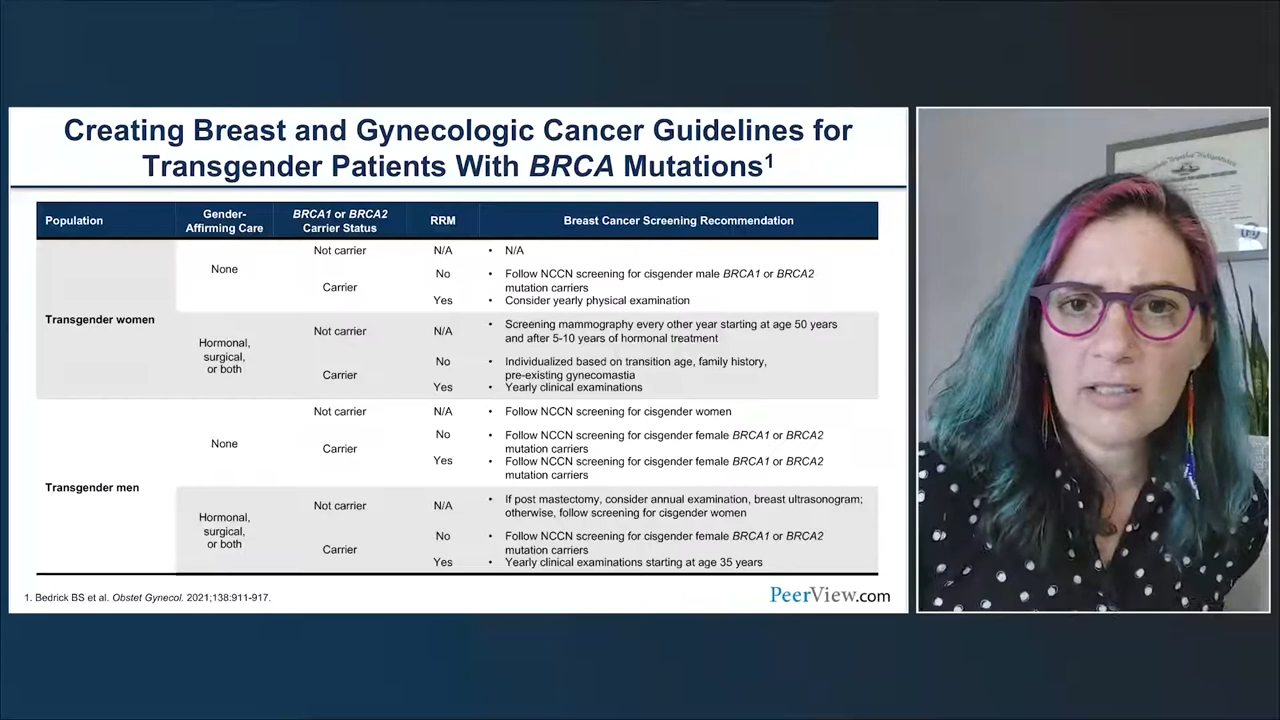 Creating Breast and Gynecologic Cancer Guidelines for
Transgender Patients With BRCA Mutations1
Population
Gender-
Affirming Care
BRCA1 or BRCA2
Carrier Status
RRM
Breast Cancer Screening Recommendation
Transgender women
None
Not carrier
N/A
• N/A
Carrier
No
• Follow NCCN screening for cisgender male BRCA1 or BRCA2
mutation carriers
Yes
• Consider yearly physical examination
Hormonal,
surgical,
or both
Not carrier
N/A
• Screening mammography every other year starting at age 50 years
and after 5-10 years of hormonal treatment
Carrier
No
• Individualized based on transition age, family history,
pre-existing gynecomastia
Yes
• Yearly clinical examinations
Transgender men
None
Not carrier
N/A
• Follow NCCN screening for cisgender women
Carrier
No
• Follow NCCN screening for cisgender female BRCA1 or BRCA2
mutation carriers
Yes
• Follow NCCN screening for cisgender female BRCA1 or BRCA2
mutation carriers
Hormonal,
surgical,
or both
Not carrier
N/A
• If post mastectomy, consider annual examination, breast ultrasonogram;
otherwise, follow screening for cisgender women
Carrier
No
• Follow NCCN screening for cisgender female BRCA1 or BRCA2
mutation carriers
Yes
• Yearly clinical examinations starting at age 35 years
1. Bedrick BS et al. Obstet Gynecol. 2021;138:911-917.
PeerView.com